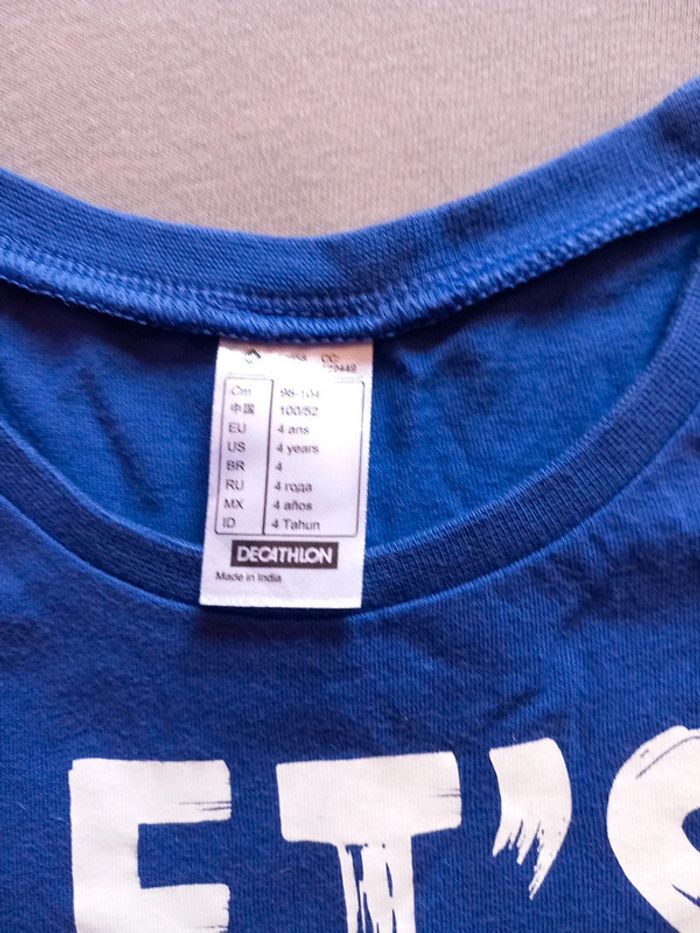 CC:
Cm 98-104
中国 100/52
EU 4 ans
US 4 years
BR 4
RU 4 года
MX 4 años
ID 4 Tahun
DECATHLON
Made in India
ET'S